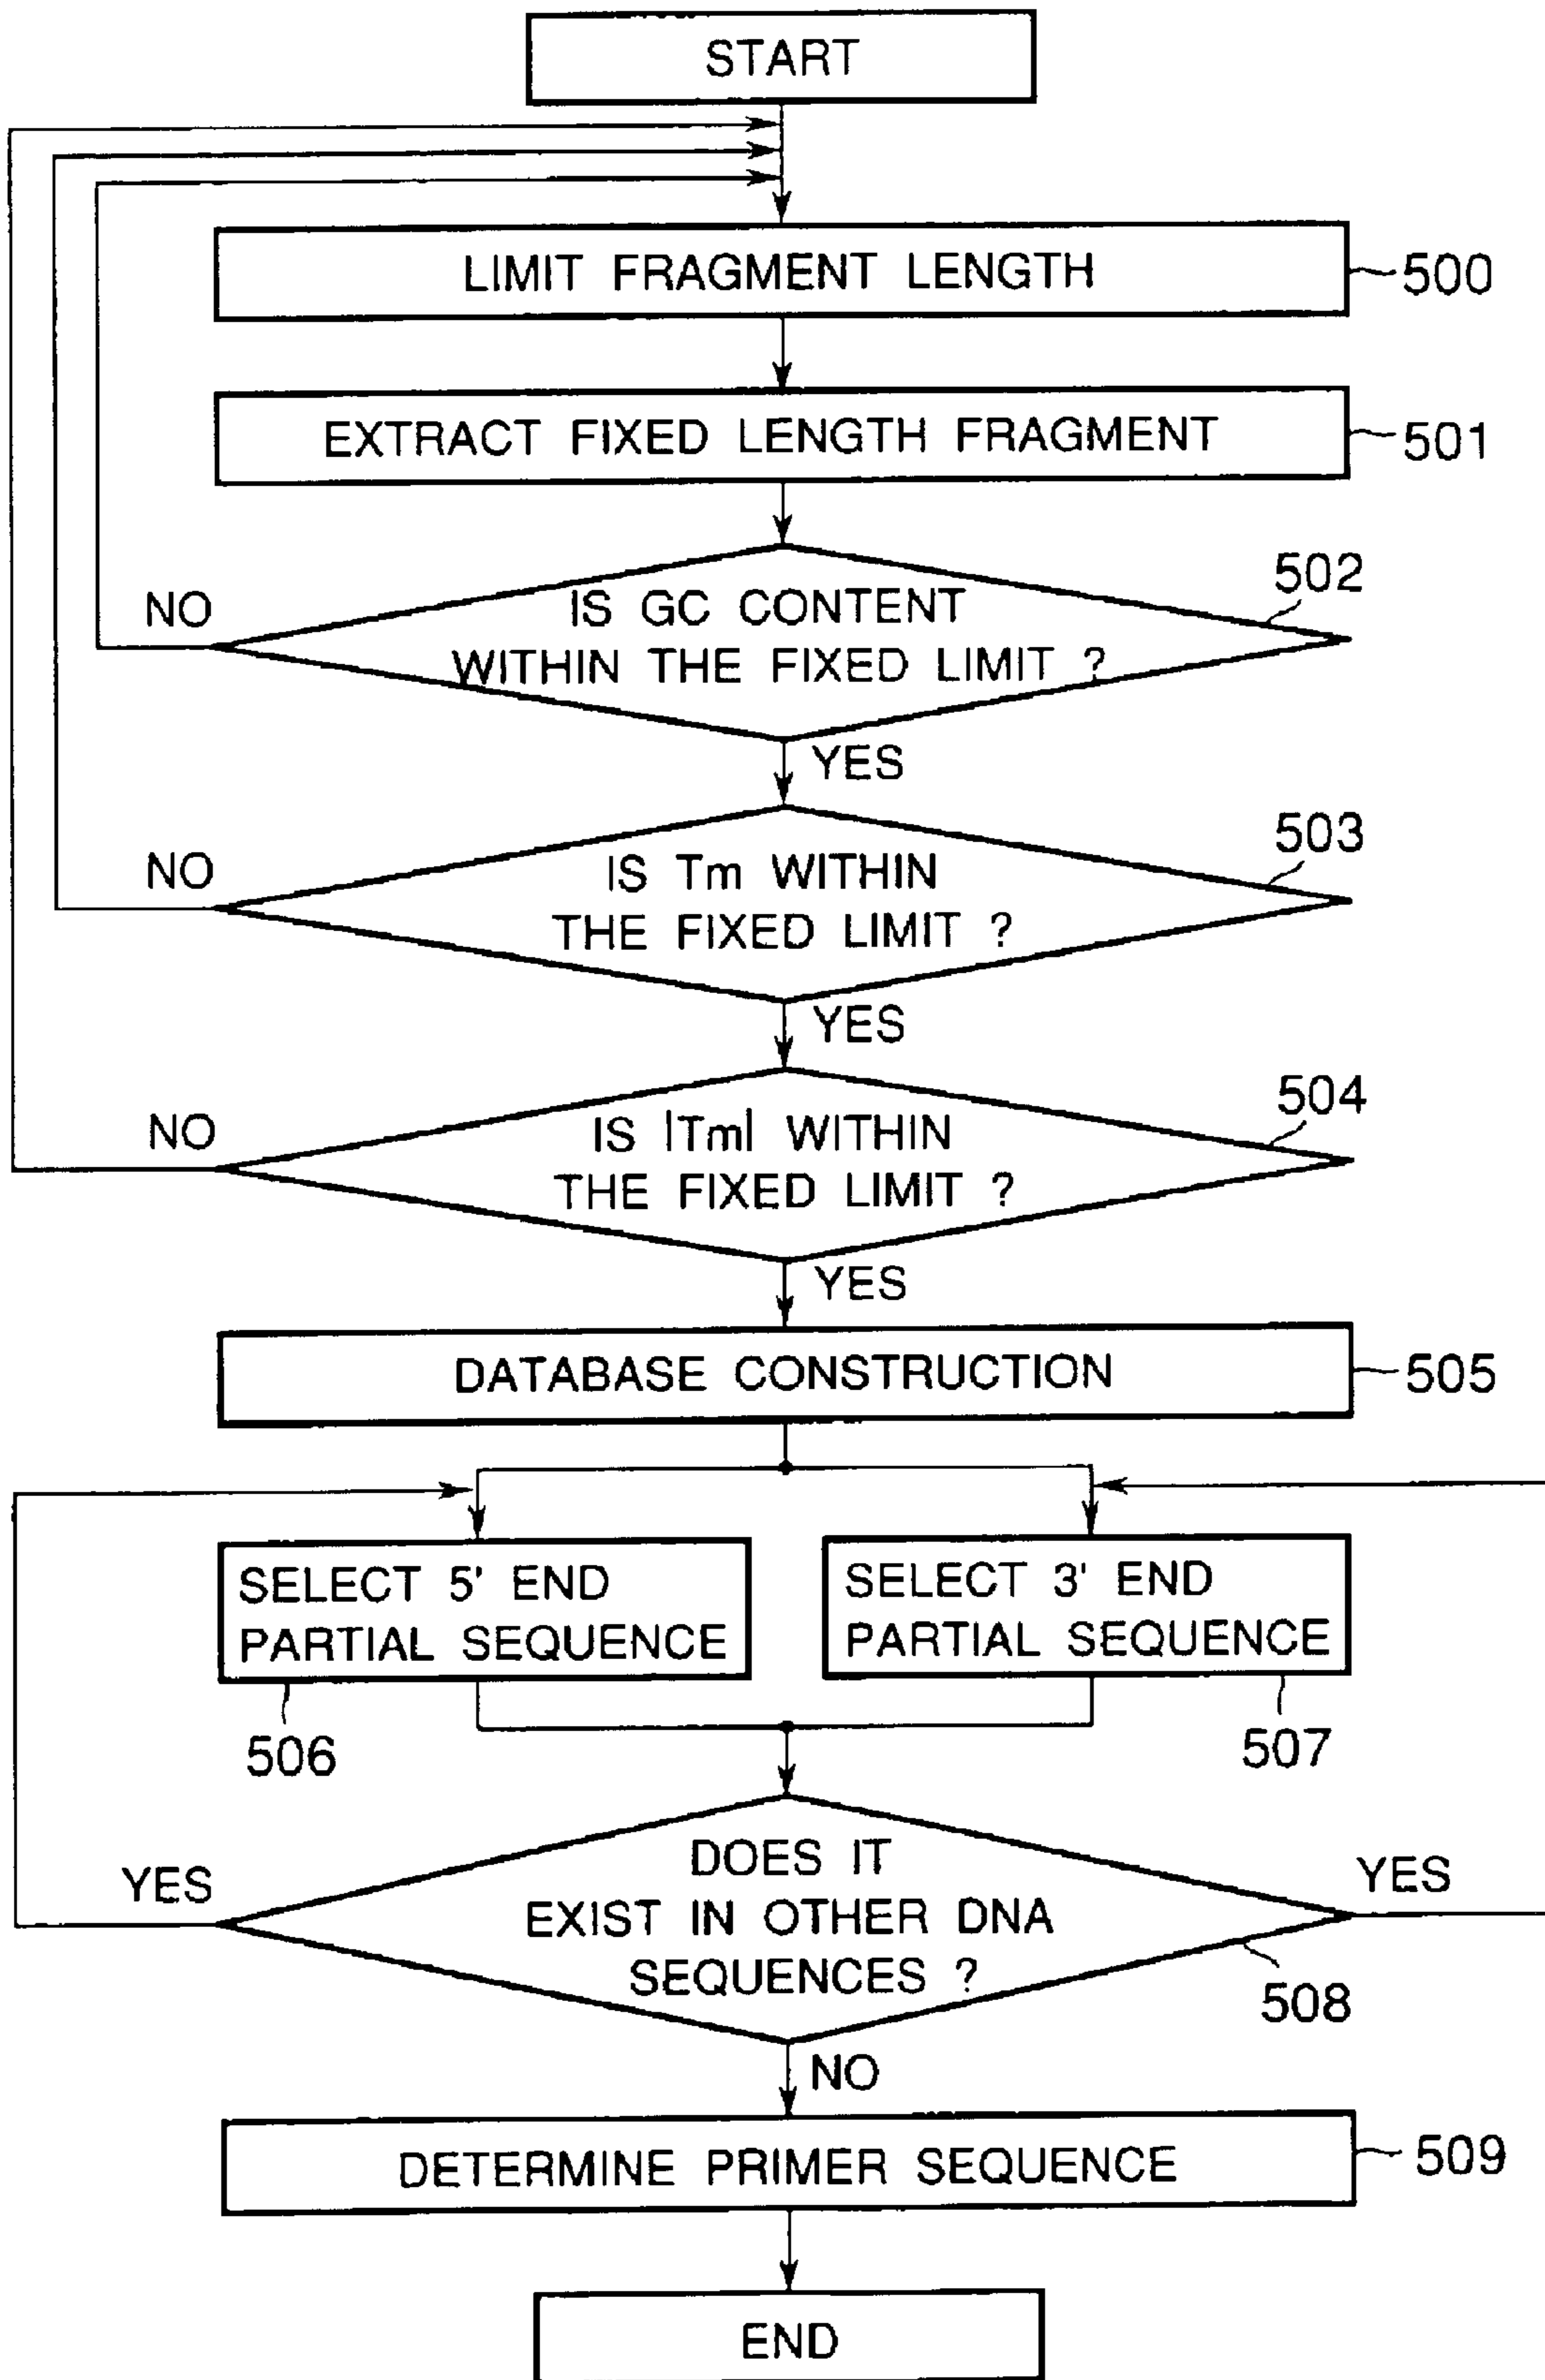 START
LIMIT FRAGMENT LENGTH
500
EXTRACT FIXED LENGTH FRAGMENT
501
502
NO
IS GC CONTENT
WITHIN THE FIXED LIMIT ?
YES
503
NO
IS Tm WITHIN
THE FIXED LIMIT ?
YES
504
NO
IS |Tm| WITHIN
THE FIXED LIMIT ?
YES
DATABASE CONSTRUCTION
505
SELECT 5' END
PARTIAL SEQUENCE
506
SELECT 3' END
PARTIAL SEQUENCE
507
YES
DOES IT
EXIST IN OTHER DNA
SEQUENCES ?
YES
508
NO
DETERMINE PRIMER SEQUENCE
509
END